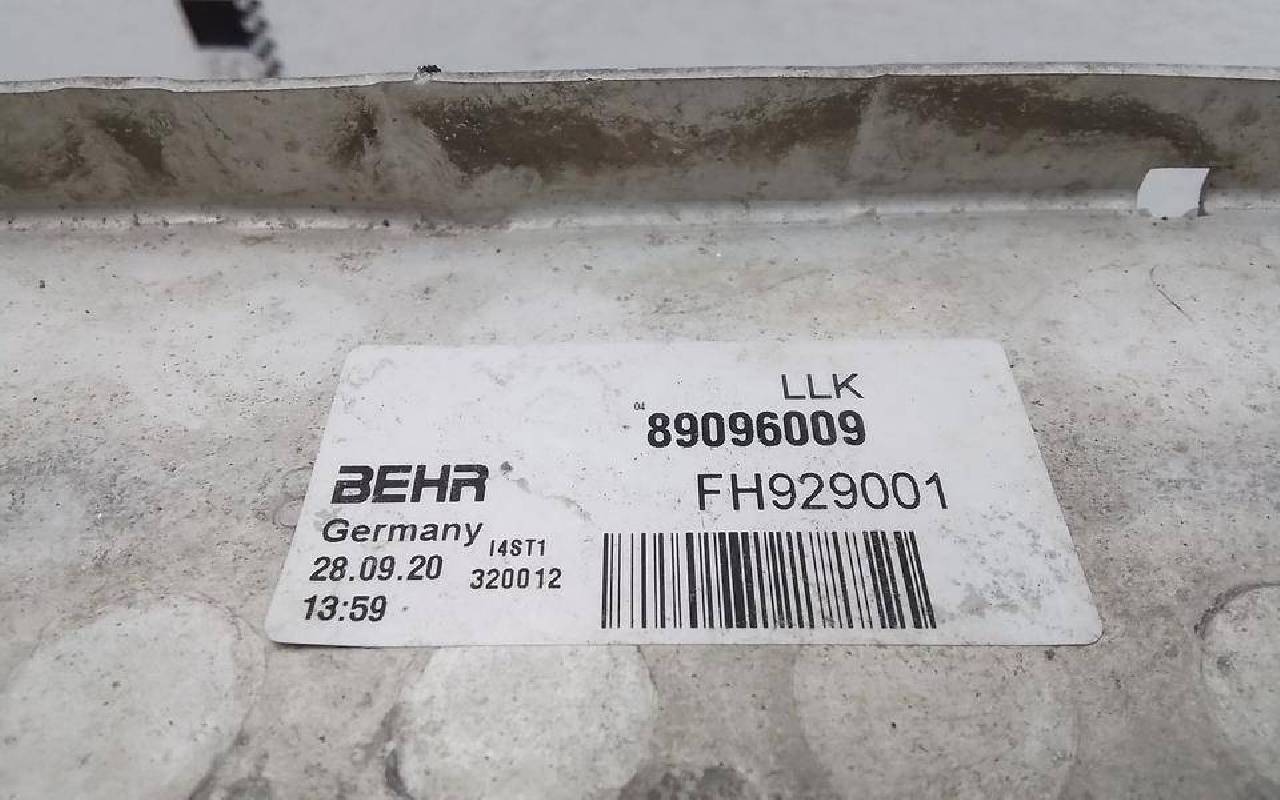 LLK
04 89096009
BEHR
FH929001
Germany
I4ST1
28.09.20
320012
13:59